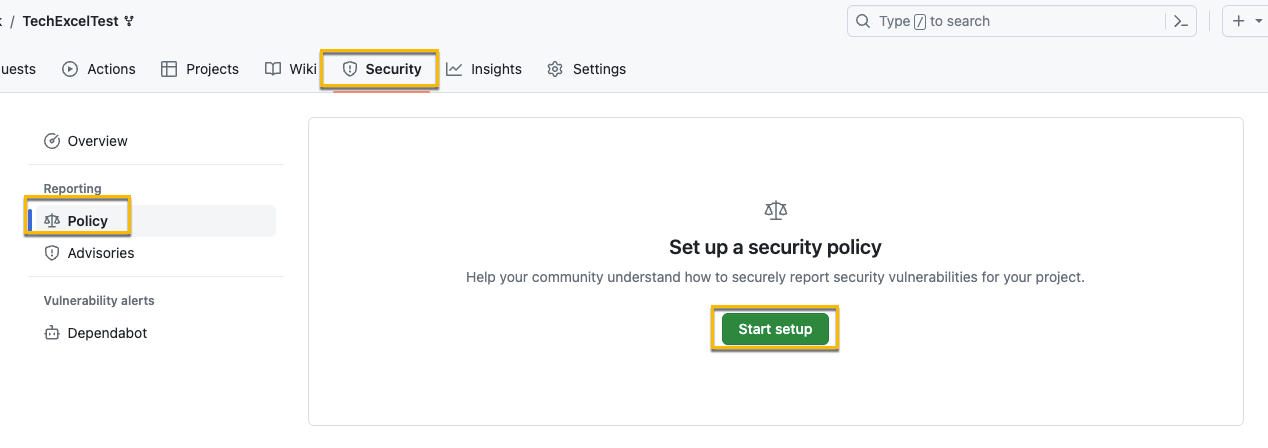 / TechExcelTest
Type / to search
uests Actions Projects Wiki Security Insights Settings
Overview
Reporting
Policy
Advisories
Vulnerability alerts
Dependabot
Set up a security policy
Help your community understand how to securely report security vulnerabilities for your project.
Start setup